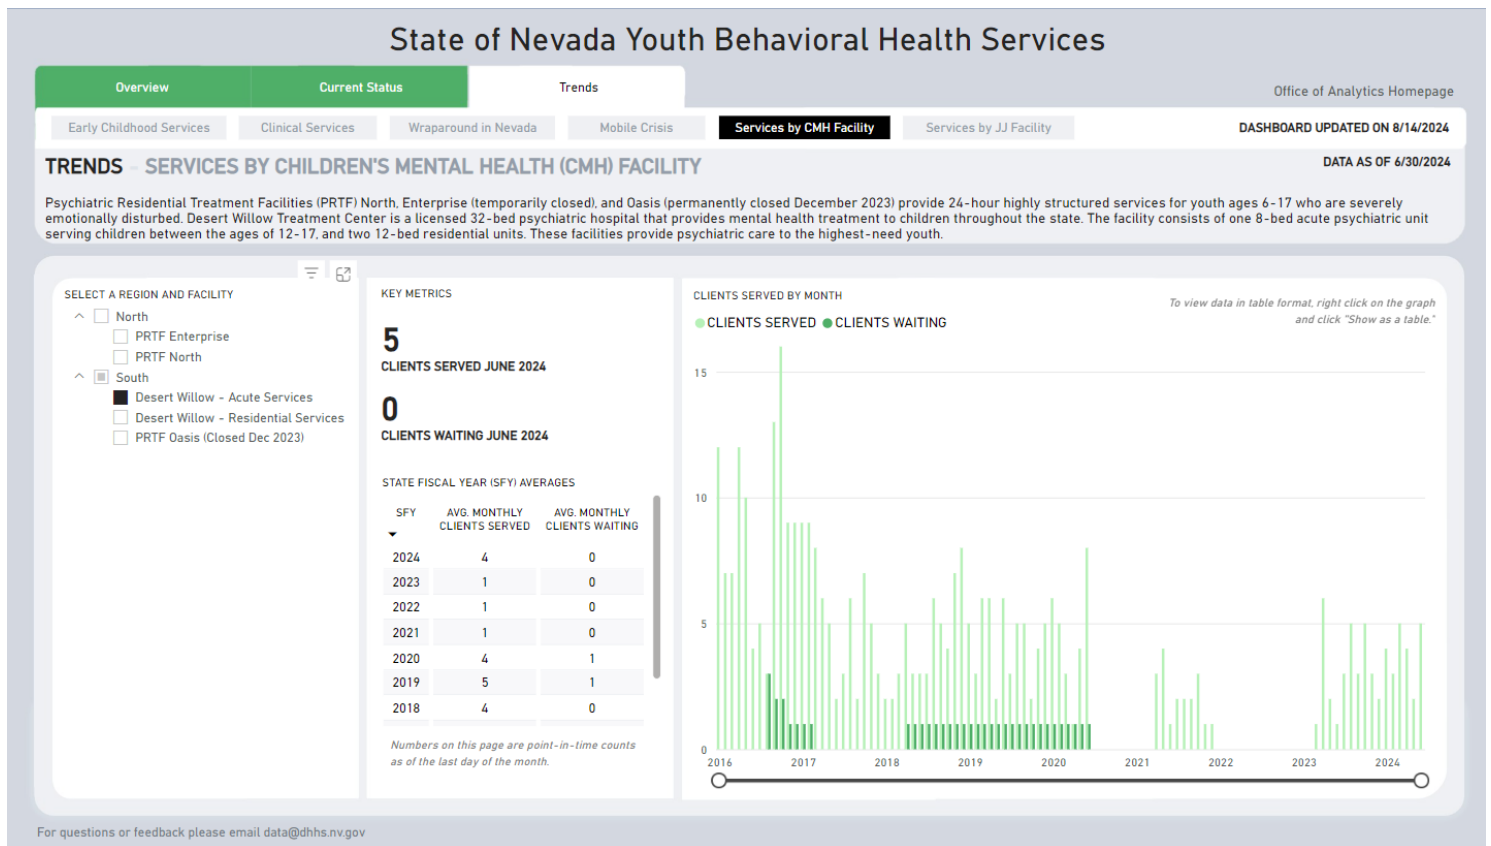 State of Nevada Youth Behavioral Health Services
Overview
Current Status
Trends
Office of Analytics Homepage
Early Childhood Services
Clinical Services
Wraparound in Nevada
Mobile Crisis
Services by CMH Facility
Services by JJ Facility
DASHBOARD UPDATED ON 8/14/2024
TRENDS - SERVICES BY CHILDREN'S MENTAL HEALTH (CMH) FACILITY
DATA AS OF 6/30/2024
Psychiatric Residential Treatment Facilities (PRTF) North, Enterprise (temporarily closed), and Oasis (permanently closed December 2023) provide 24-hour highly structured services for youth ages 6-17 who are severely
emotionally disturbed. Desert Willow Treatment Center is a licensed 32-bed psychiatric hospital that provides mental health treatment to children throughout the state. The facility consists of one 8-bed acute psychiatric unit
serving children between the ages of 12-17, and two 12-bed residential units. These facilities provide psychiatric care to the highest-need youth.
SELECT A REGION AND FACILITY
North
PRTF Enterprise
PRTF North
South
Desert Willow - Acute Services
Desert Willow - Residential Services
PRTF Oasis (Closed Dec 2023)
KEY METRICS
5
CLIENTS SERVED JUNE 2024
0
CLIENTS WAITING JUNE 2024
STATE FISCAL YEAR (SFY) AVERAGES
SFY AVG. MONTHLY CLIENTS SERVED AVG. MONTHLY CLIENTS WAITING
2024 4 0
2023 1 0
2022 1 0
2021 1 0
2020 4 1
2019 5 1
2018 4 0
Numbers on this page are point-in-time counts
as of the last day of the month.
CLIENTS SERVED BY MONTH
To view data in table format, right click on the graph
and click "Show as a table."
CLIENTS SERVED CLIENTS WAITING
15
10
5
0
2016 2017 2018 2019 2020 2021 2022 2023 2024
For questions or feedback please email data@dhhs.nv.gov